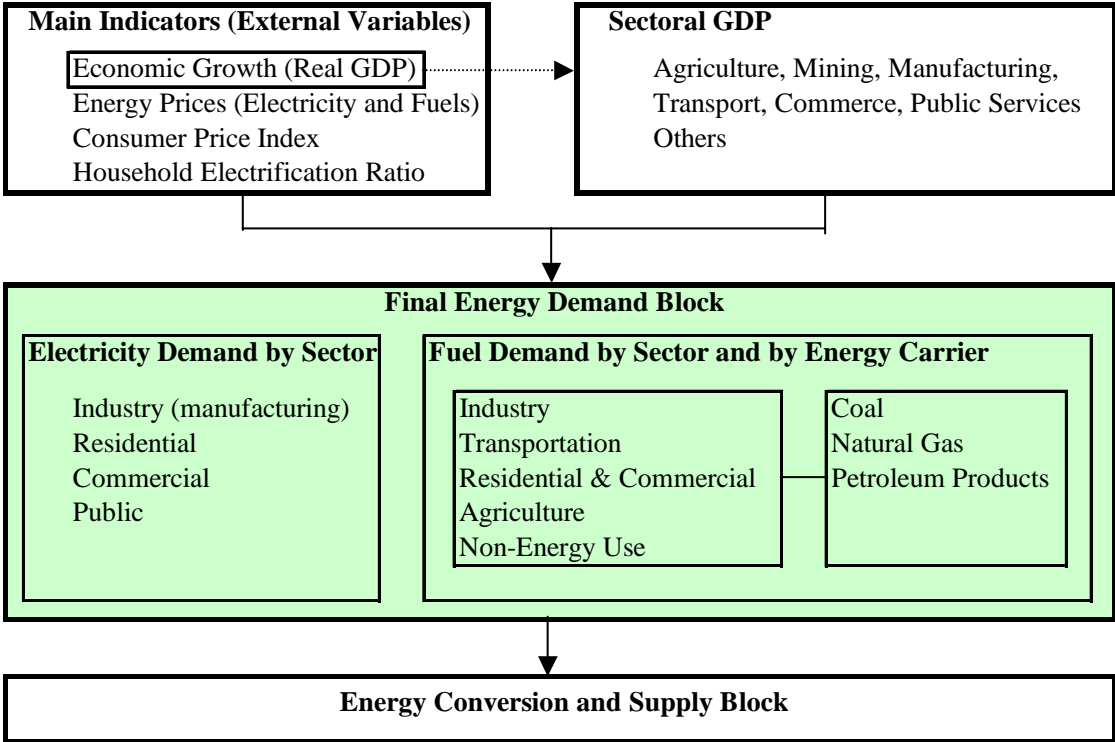 Main Indicators (External Variables)
Economic Growth (Real GDP)
Energy Prices (Electricity and Fuels)
Consumer Price Index
Household Electrification Ratio
Sectoral GDP
Agriculture, Mining, Manufacturing,
Transport, Commerce, Public Services
Others
Final Energy Demand Block
Electricity Demand by Sector
Industry (manufacturing)
Residential
Commercial
Public
Fuel Demand by Sector and by Energy Carrier
Industry
Transportation
Residential & Commercial
Agriculture
Non-Energy Use
Coal
Natural Gas
Petroleum Products
Energy Conversion and Supply Block